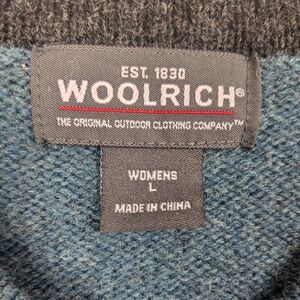 EST. 1830
WOOLRICH®
THE ORIGINAL OUTDOOR CLOTHING COMPANY™
WOMENS
L
MADE IN CHINA